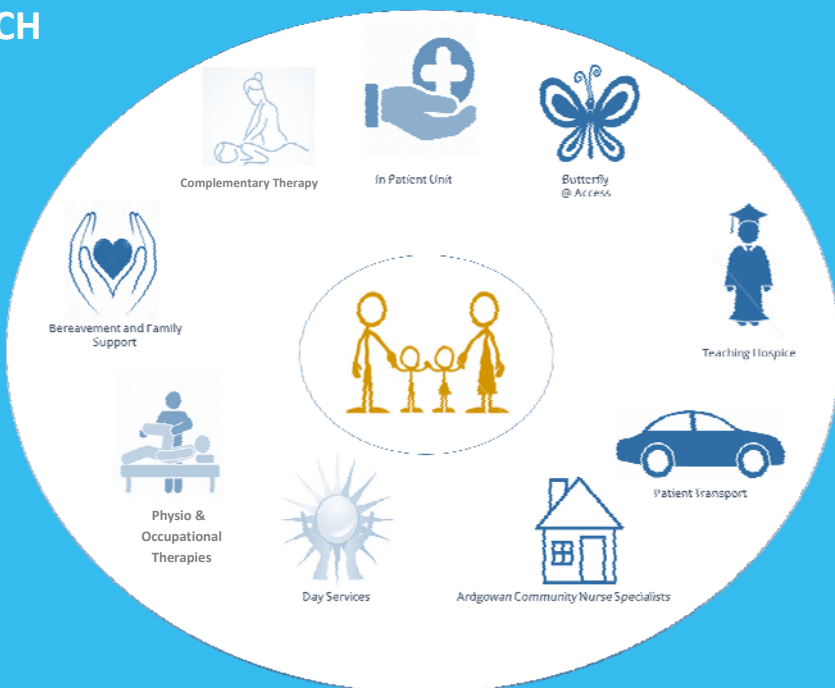 CH
Complementary Therapy
In Patient Unit
Butterfly
@ Access
Teaching Hospice
Bereavement and Family
Support
Patient Transport
Physio &
Occupational
Therapies
Day Services
Ardgowan Community Nurse Specialists